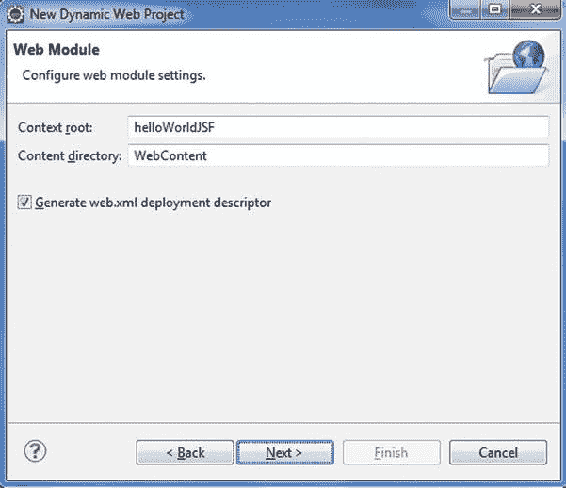 New Dynamic Web Project
Web Module
Configure web module settings.
Context root: helloWorldJSF
Content directory: WebContent
Generate web.xml deployment descriptor
? < Back Next > Finish Cancel